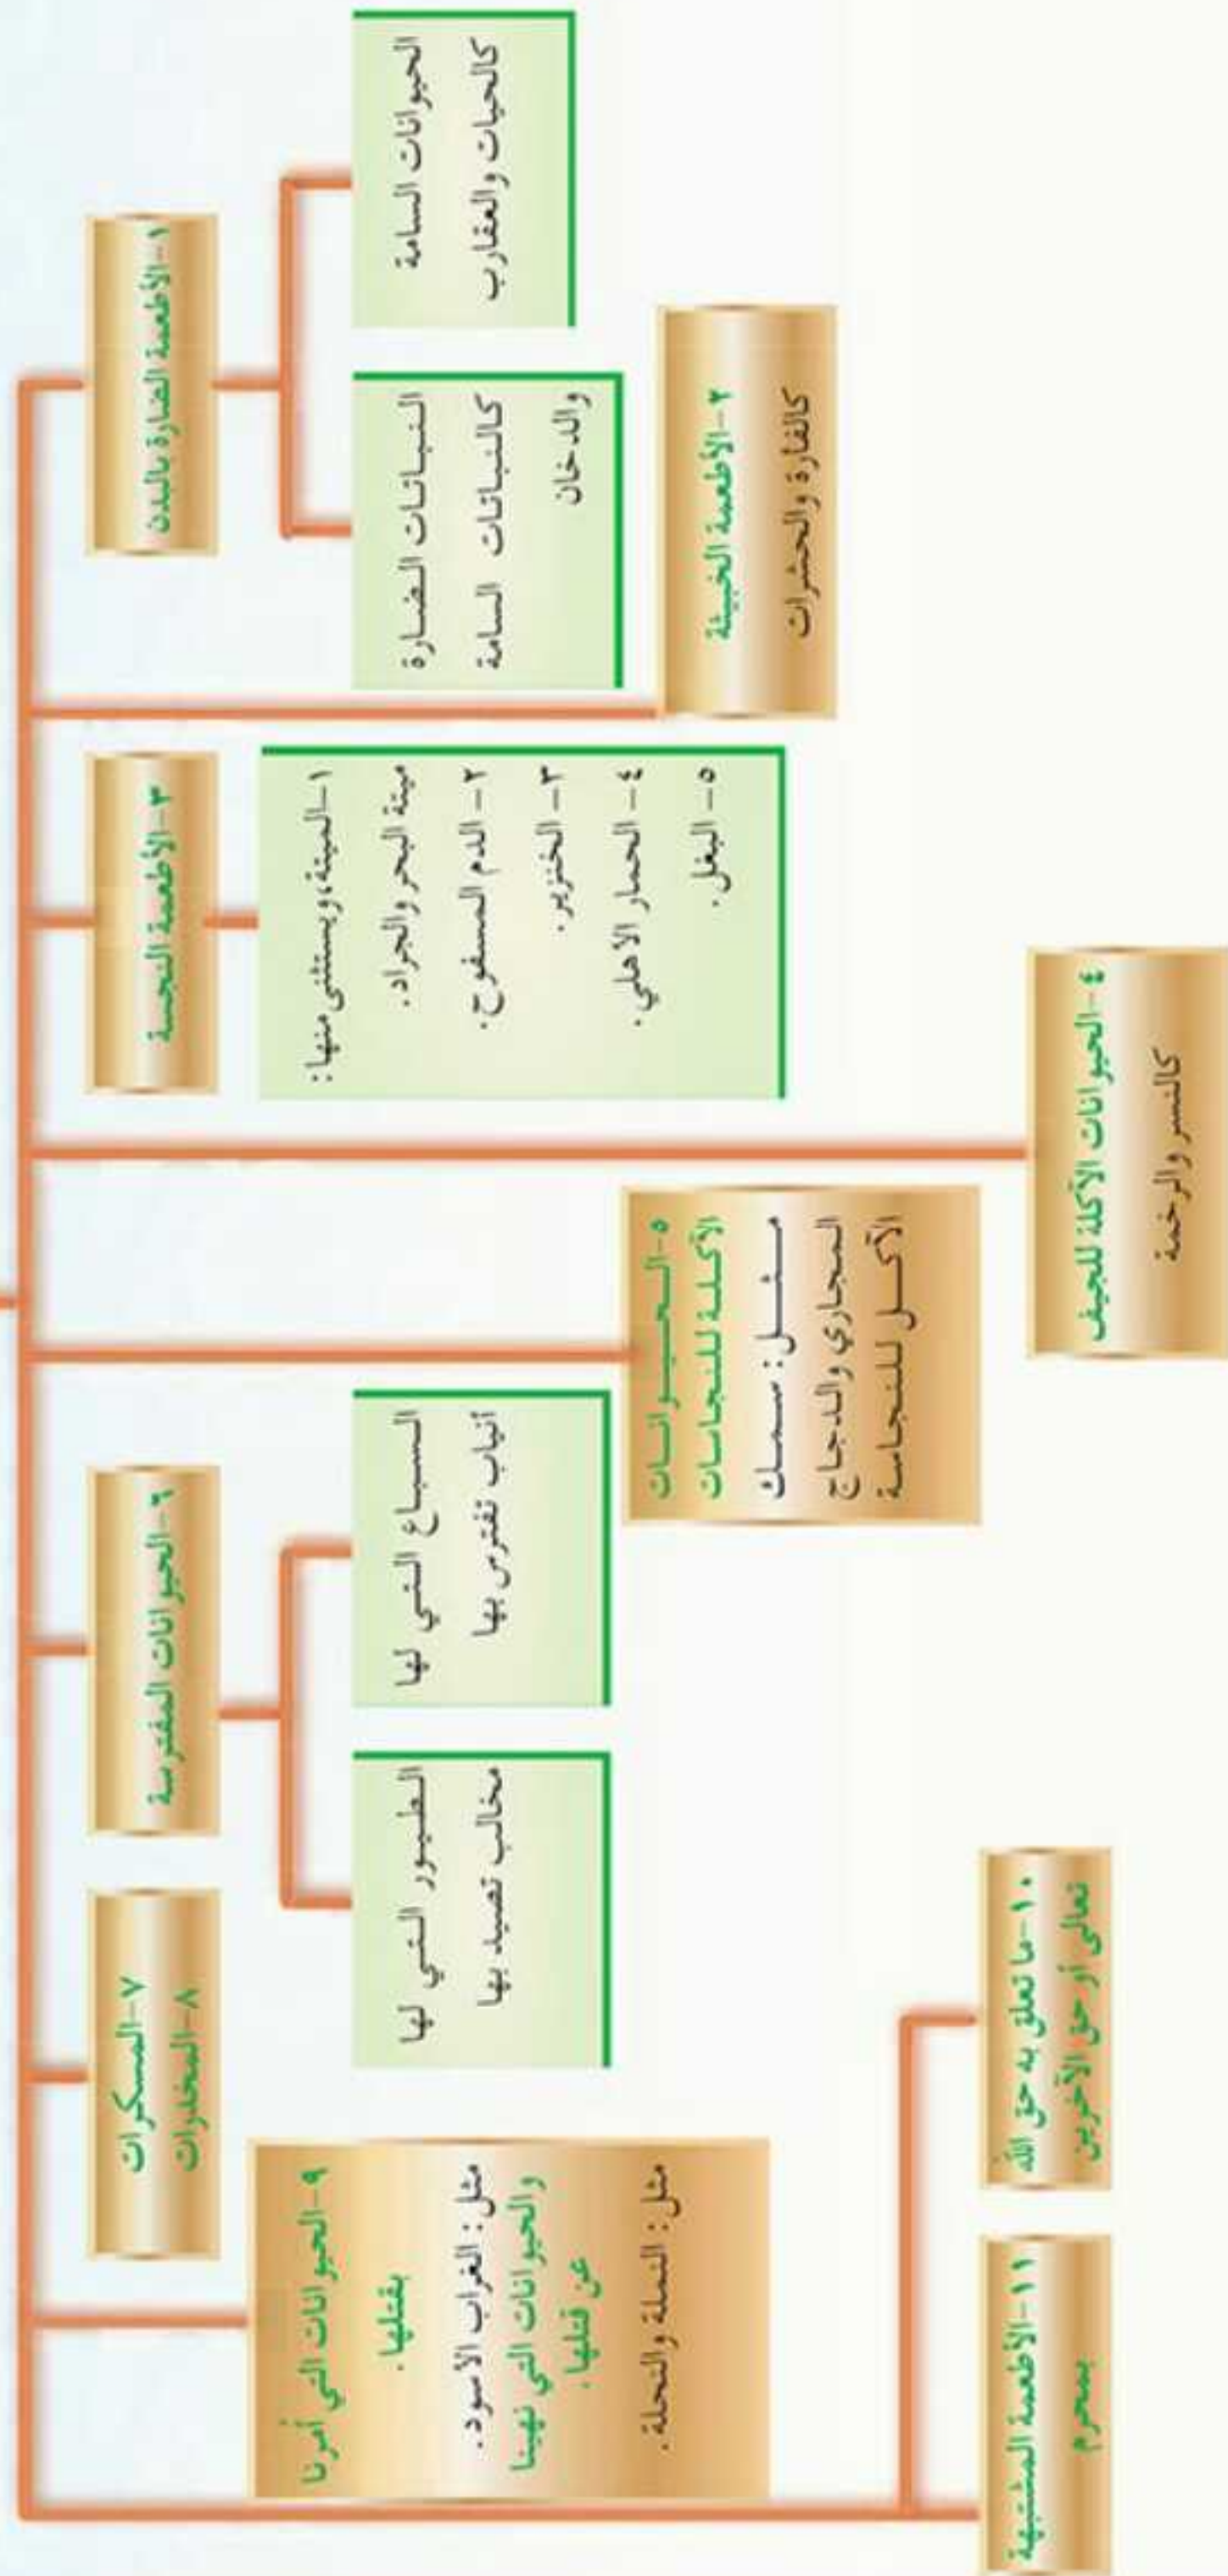 ١-الأطعمة الضارة بالبدن
الحيوانات السامة
كالحيات والعقارب
النباتات الضارة
كالنباتات السامة
والدخان
٢-الأطعمة الخبيثة
كالفأرة والحشرات
٣-الأطعمة النجسة
١-الميتة، ويستثنى منها:
ميتة البحر والجراد.
٢- الدم المسفوح.
٣- الخنزير.
٤- الحمار الأهلي.
٥- البغل.
٤-الحيوانات الآكلة للجيف
كالنسر والرخمة
٥-الحيوانات
الآكلة للنجاسات
مثل: سمك
المجاري والدجاج
الآكل للنجاسة
٦-الحيوانات المفترسة
السباع التي لها
أنياب تفترس بها
الطيور التي لها
مخالب تصيد بها
٧-المسكرات
٨-المخدرات
٩-الحيوانات التي أمرنا
بقتلها.
مثل: الغراب الأسود.
والحيوانات التي نهينا
عن قتلها.
مثل: النملة والنحلة.
١٠-ما تعلق به حق الله
تعالى أو حق الآخرين
١١-الأطعمة المشتبهة
بمحرم